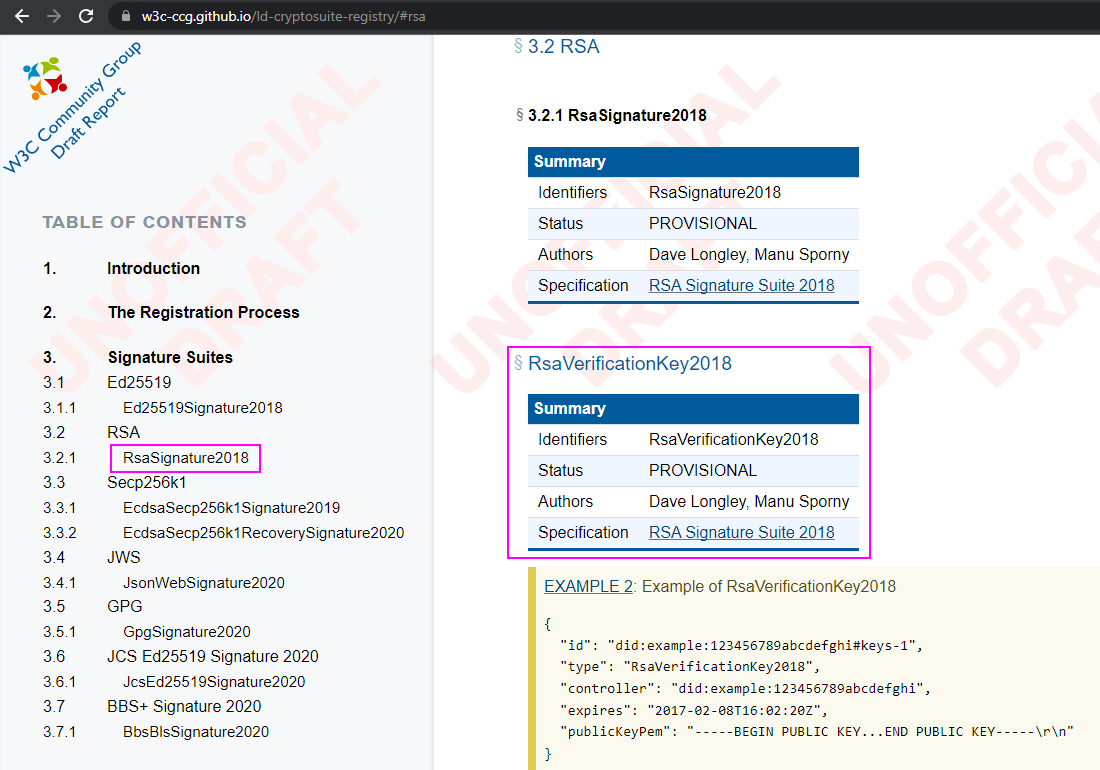 w3c-ccg.github.io/ld-cryptosuite-registry/#rsa
W3C Community Group
Draft Report
UNOFFICIAL
DRAFT
TABLE OF CONTENTS
1. Introduction
2. The Registration Process
3. Signature Suites
3.1 Ed25519
3.1.1 Ed25519Signature2018
3.2 RSA
3.2.1 RsaSignature2018
3.3 Secp256k1
3.3.1 EcdsaSecp256k1Signature2019
3.3.2 EcdsaSecp256k1RecoverySignature2020
3.4 JWS
3.4.1 JsonWebSignature2020
3.5 GPG
3.5.1 GpgSignature2020
3.6 JCS Ed25519 Signature 2020
3.6.1 JcsEd25519Signature2020
3.7 BBS+ Signature 2020
3.7.1 BbsBlsSignature2020
§ 3.2 RSA
§ 3.2.1 RsaSignature2018
Summary
Identifiers RsaSignature2018
Status PROVISIONAL
Authors Dave Longley, Manu Sporny
Specification RSA Signature Suite 2018
§ RsaVerificationKey2018
Summary
Identifiers RsaVerificationKey2018
Status PROVISIONAL
Authors Dave Longley, Manu Sporny
Specification RSA Signature Suite 2018
EXAMPLE 2: Example of RsaVerificationKey2018
{
"id": "did:example:123456789abcdefghi#keys-1",
"type": "RsaVerificationKey2018",
"controller": "did:example:123456789abcdefghi",
"expires": "2017-02-08T16:02:20Z",
"publicKeyPem": "-----BEGIN PUBLIC KEY...END PUBLIC KEY-----\r\n"
}
UNOFFICIAL
DRAFT
UNOFFICIAL
DRAFT